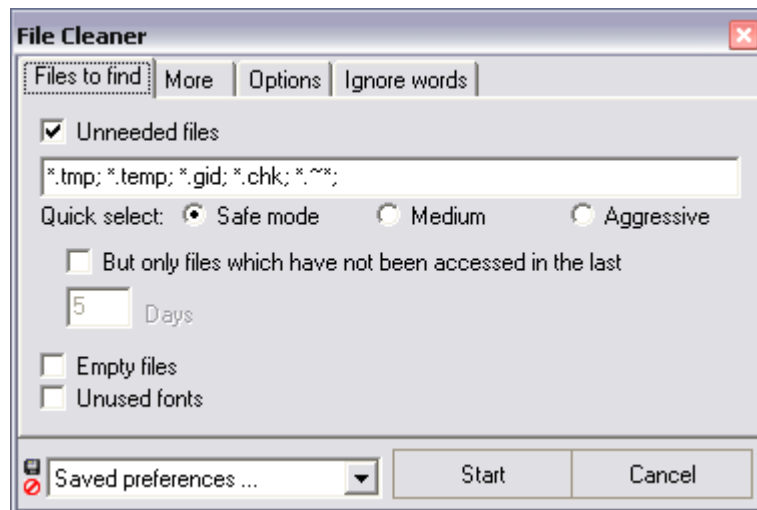 File Cleaner
Files to find More Options Ignore words
Unneeded files
*.tmp; *.temp; *.gid; *.chk; *.~*;
Quick select: Safe mode Medium Aggressive
But only files which have not been accessed in the last
5 Days
Empty files
Unused fonts
Saved preferences ... Start Cancel